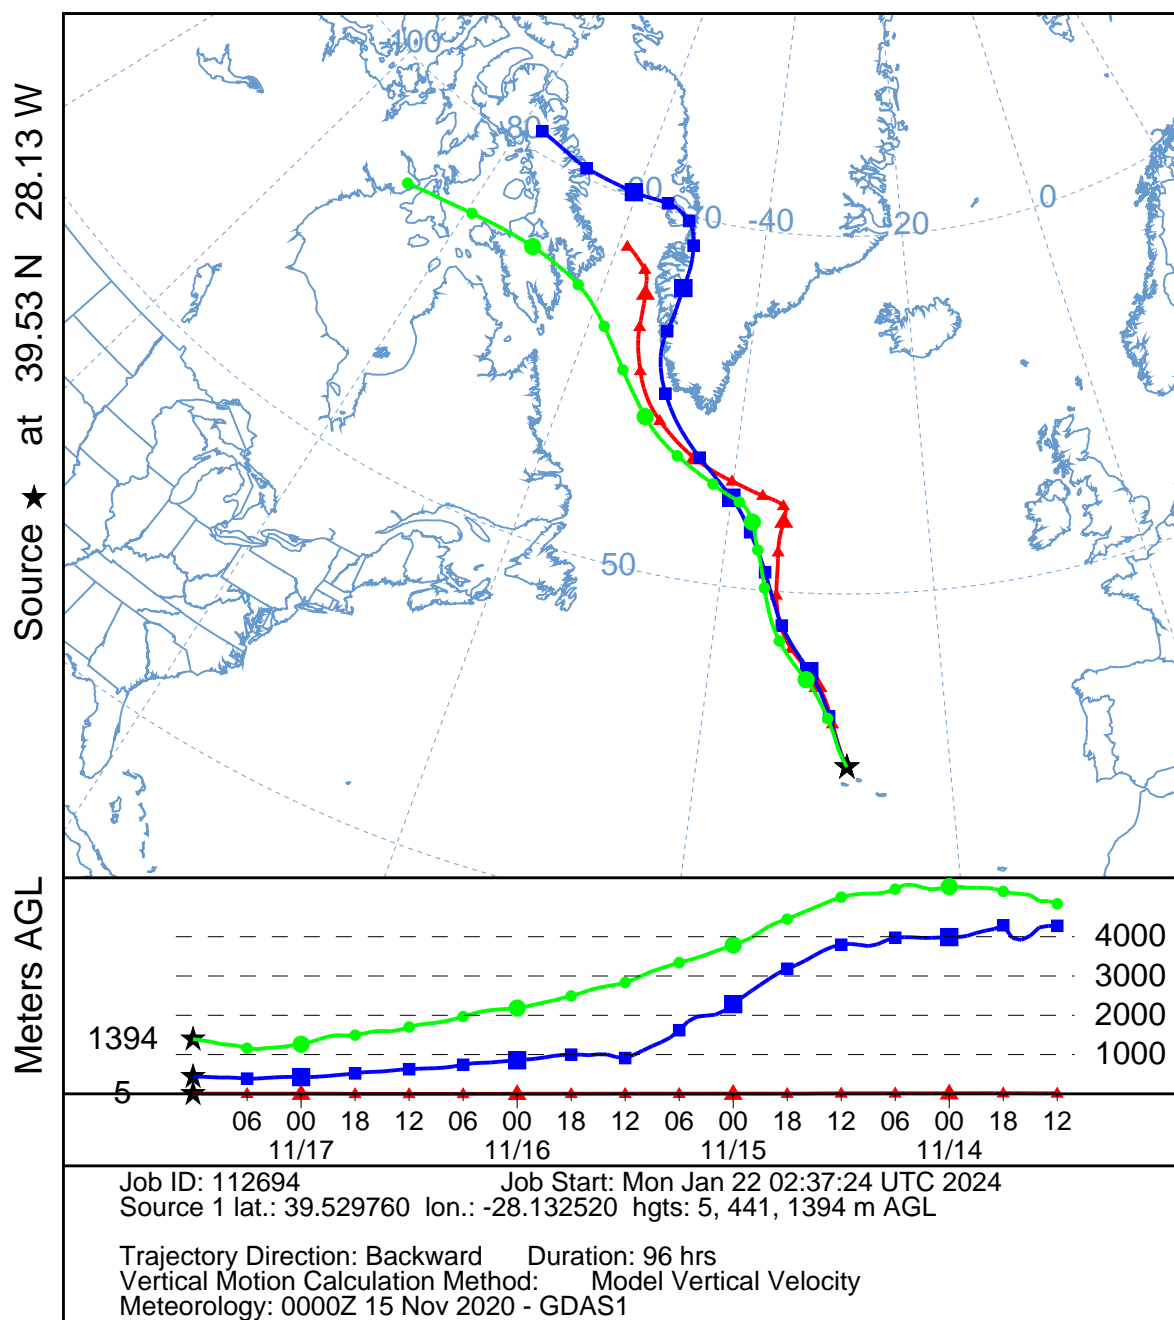 Source ★ at 39.53 N 28.13 W
-100
80
-60
70
-40
20
0
50
Meters AGL
4000
3000
2000
1000
1394
5
06 00 18 12 06 00 18 12 06 00 18 12 06 00 18 12
11/17 11/16 11/15 11/14
Job ID: 112694 Job Start: Mon Jan 22 02:37:24 UTC 2024
Source 1 lat.: 39.529760 lon.: -28.132520 hgts: 5, 441, 1394 m AGL
Trajectory Direction: Backward Duration: 96 hrs
Vertical Motion Calculation Method: Model Vertical Velocity
Meteorology: 0000Z 15 Nov 2020 - GDAS1